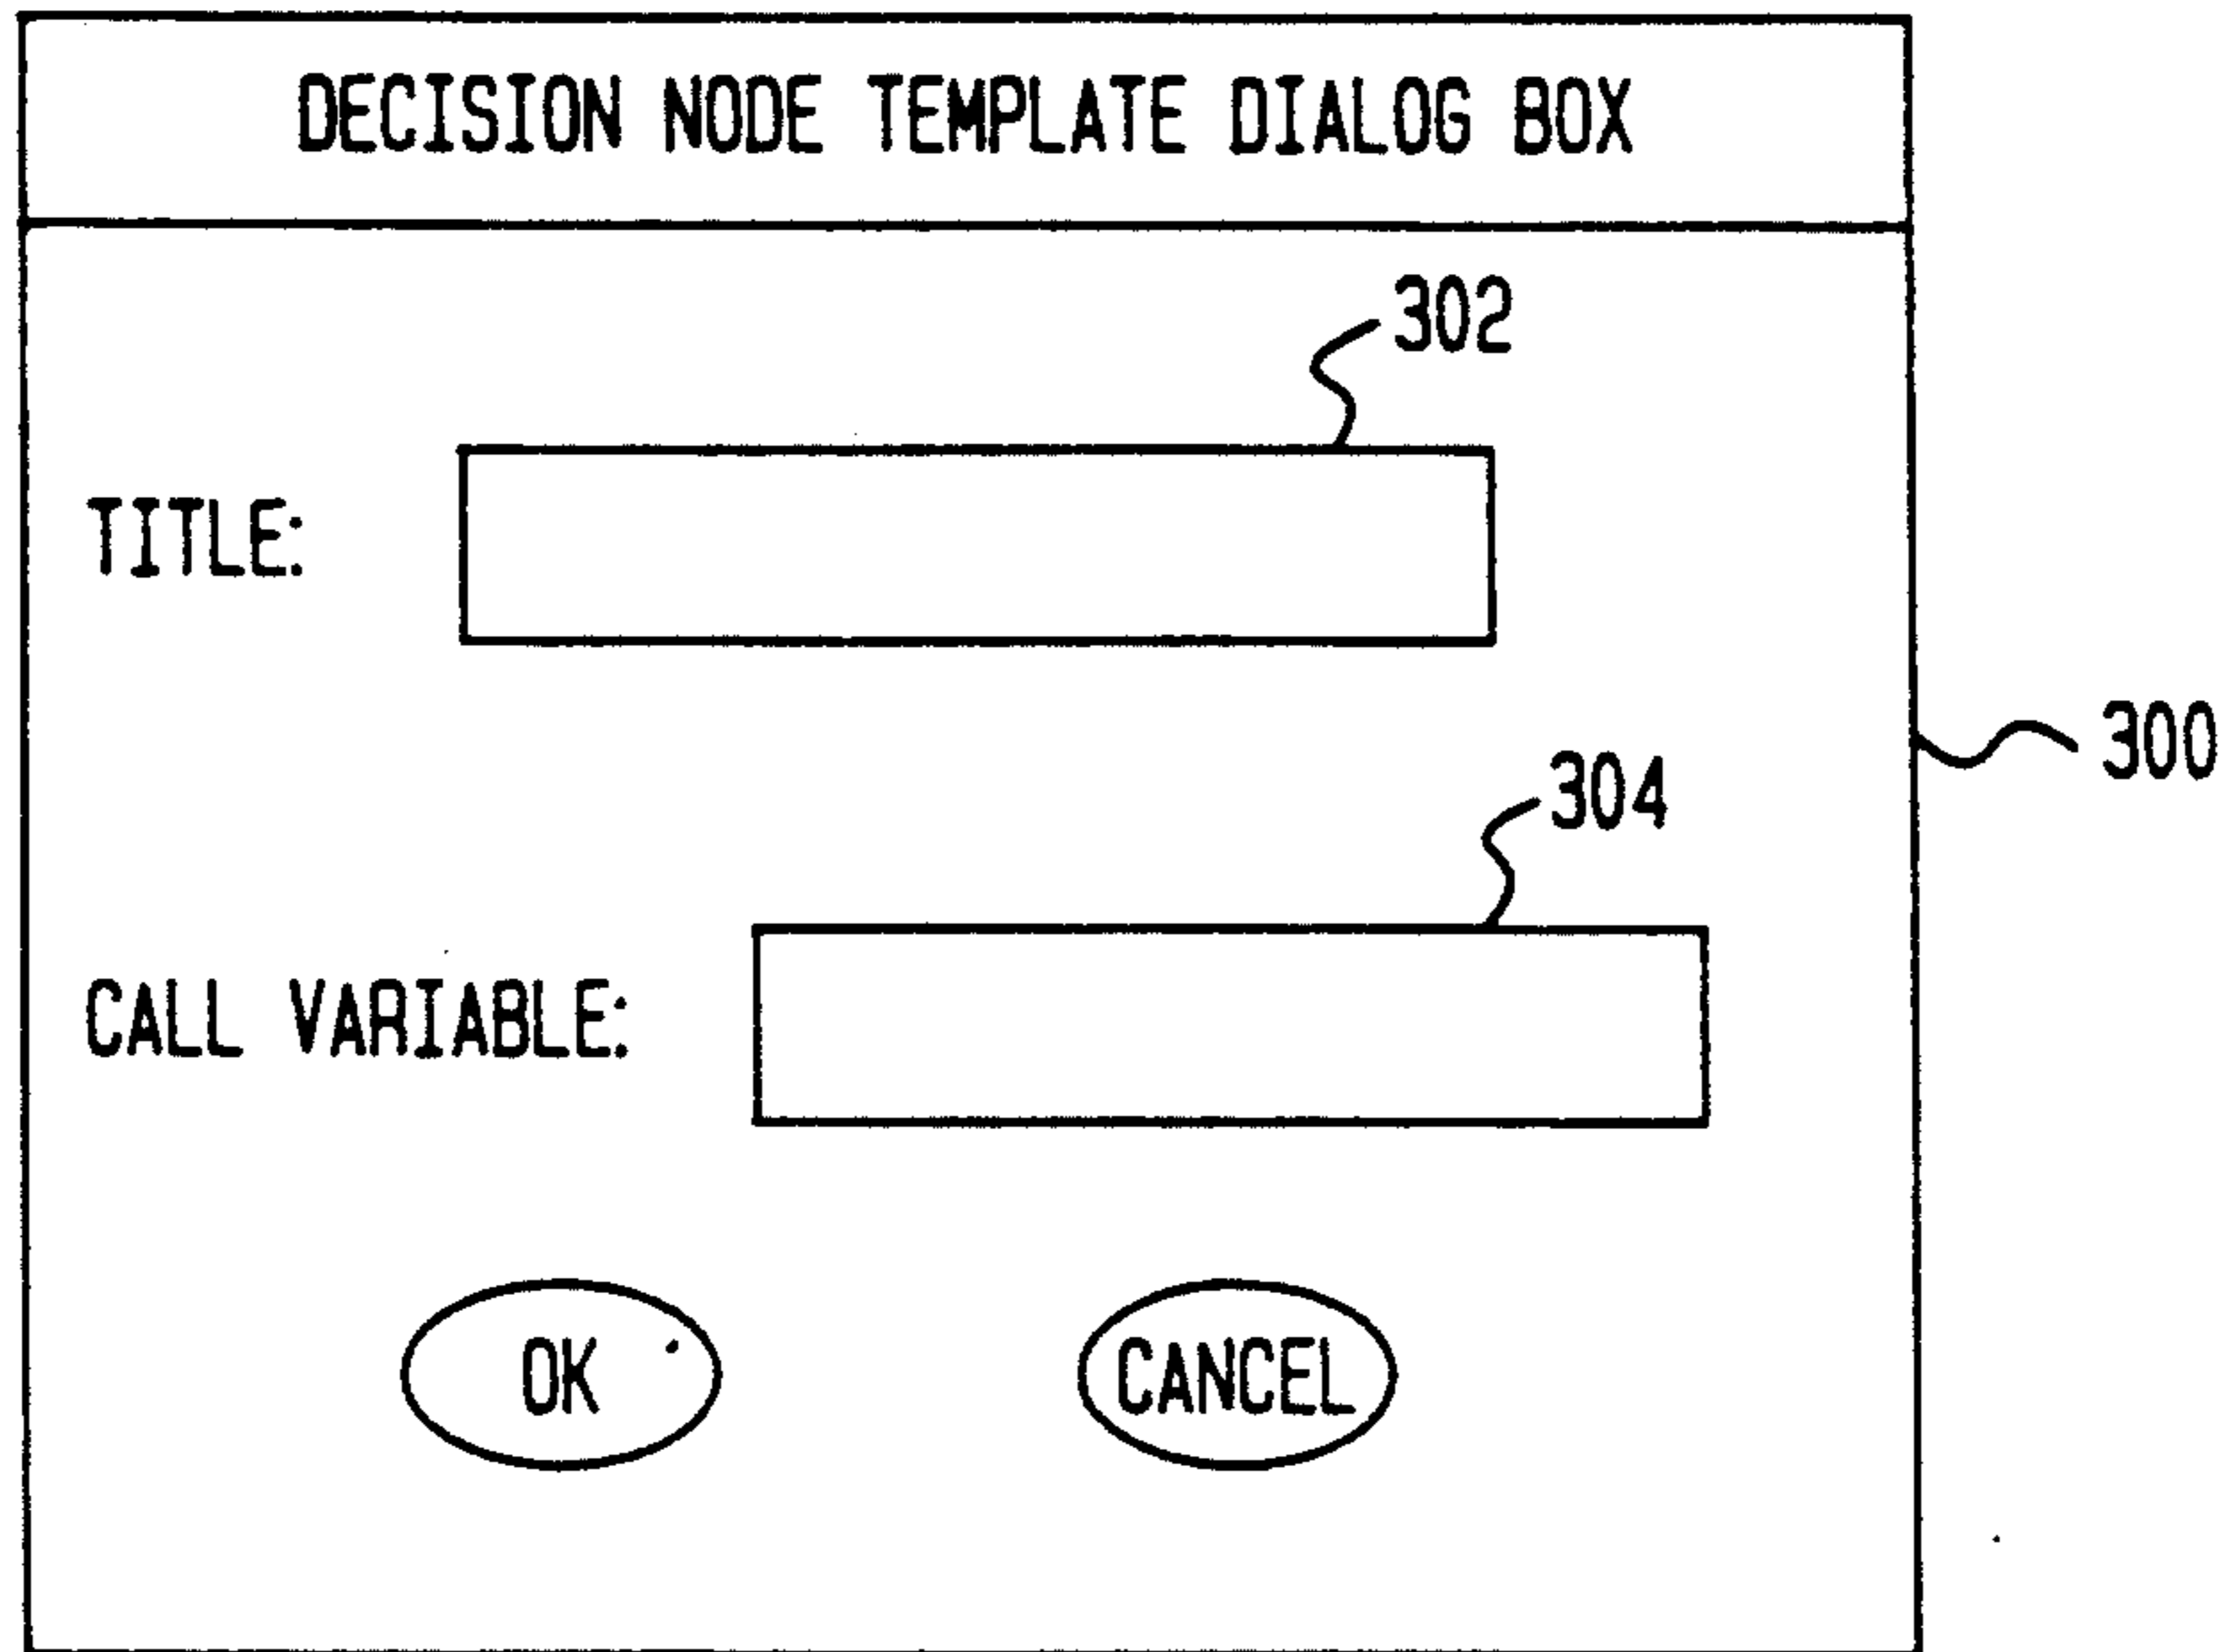 DECISION NODE TEMPLATE DIALOG BOX
302
TITLE:
300
304
CALL VARIABLE:
OK
CANCEL